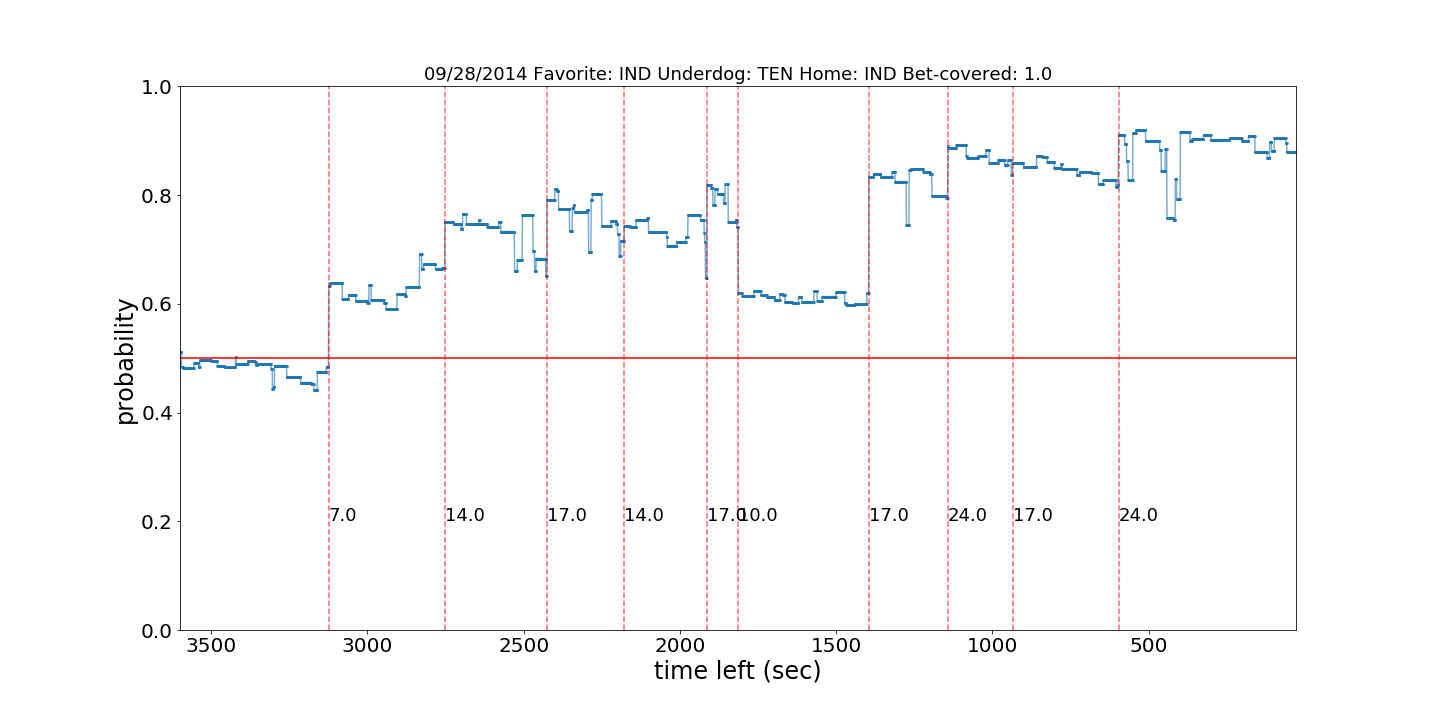 09/28/2014 Favorite: IND Underdog: TEN Home: IND Bet-covered: 1.0
1.0
0.8
0.6
0.4
0.2
0.0
probability
7.0 14.0 17.0 14.0 17.0 10.0 17.0 24.0 17.0 24.0
3500 3000 2500 2000 1500 1000 500
time left (sec)